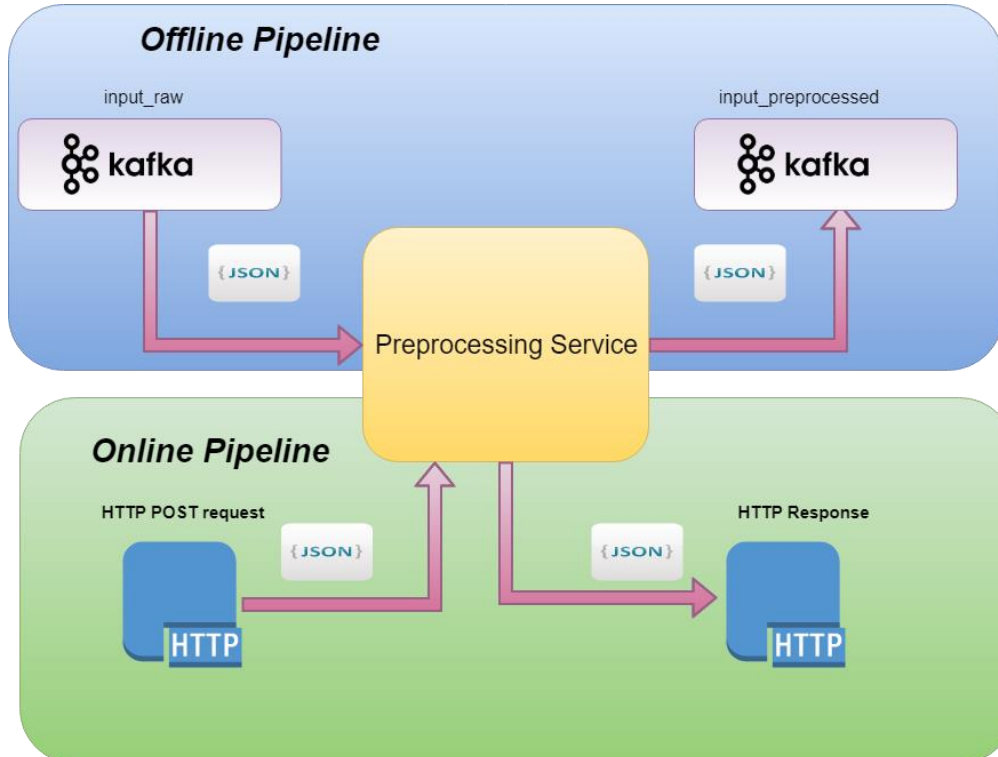 Offline Pipeline
input_raw
input_preprocessed
kafka
kafka
{JSON}
{JSON}
Preprocessing Service
Online Pipeline
HTTP POST request
HTTP Response
{JSON}
{JSON}
HTTP
HTTP